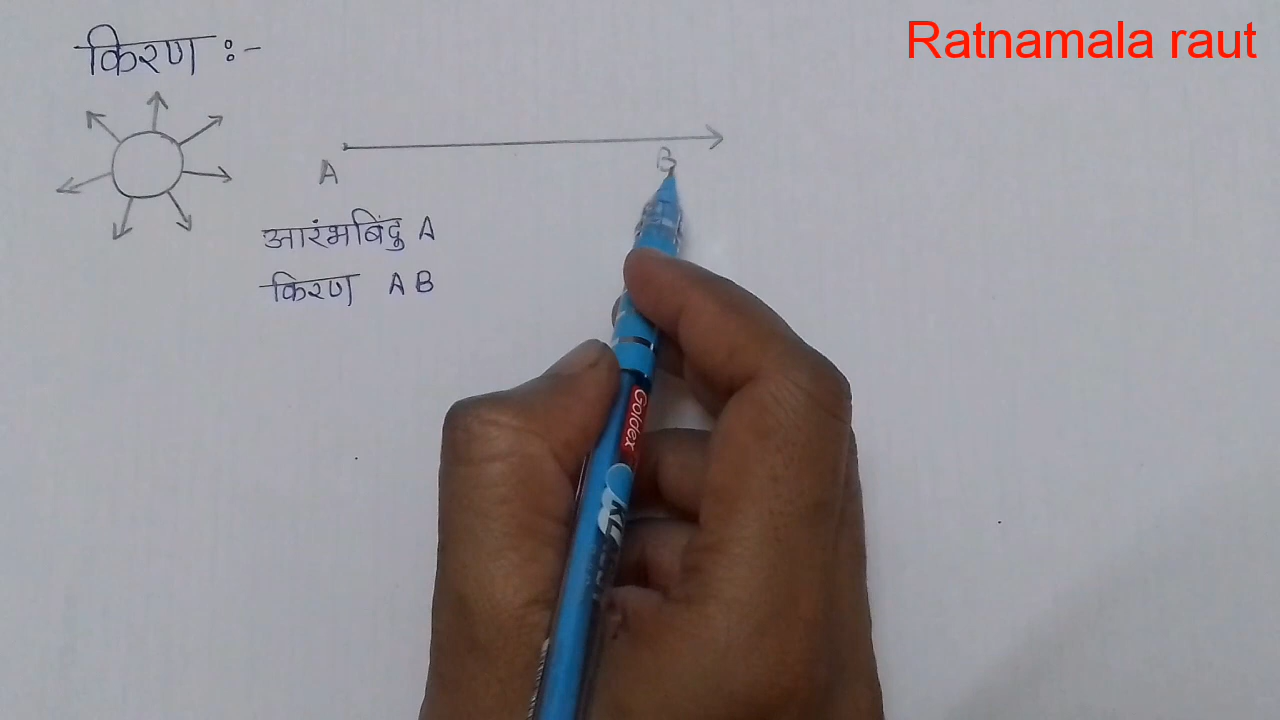 किरण :-
Ratnamala raut
A
B
आरंभबिंदु A
किरण AB
Goldex